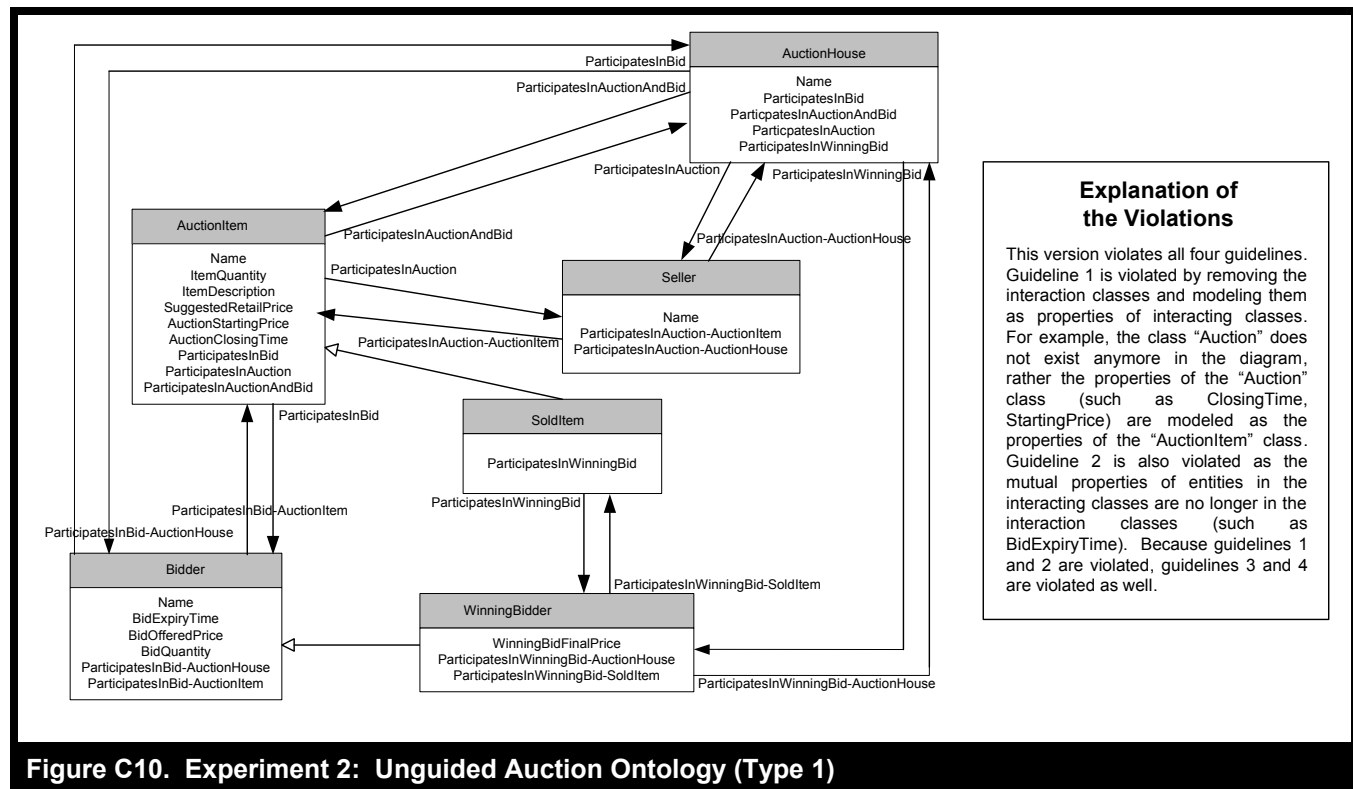 AuctionHouse
ParticipatesInBid
Name
ParticipatesInBid
ParticpatesInAuctionAndBid
ParticpatesInAuction
ParticipatesInWinningBid
ParticipatesInAuctionAndBid
ParticipatesInAuction
ParticipatesInWinningBid
AuctionItem
Name
ItemQuantity
ItemDescription
SuggestedRetailPrice
AuctionStartingPrice
AuctionClosingTime
ParticipatesInBid
ParticipatesInAuction
ParticipatesInAuctionAndBid
ParticipatesInAuctionAndBid
ParticipatesInAuction-AuctionHouse
ParticipatesInAuction
Seller
Name
ParticipatesInAuction-AuctionItem
ParticipatesInAuction-AuctionHouse
ParticipatesInAuction-AuctionItem
ParticipatesInBid
SoldItem
ParticipatesInWinningBid
ParticipatesInWinningBid
ParticipatesInBid-AuctionItem
ParticipatesInBid-AuctionHouse
Bidder
Name
BidExpiryTime
BidOfferedPrice
BidQuantity
ParticipatesInBid-AuctionHouse
ParticipatesInBid-AuctionItem
ParticipatesInWinningBid-SoldItem
WinningBidder
WinningBidFinalPrice
ParticipatesInWinningBid-AuctionHouse
ParticipatesInWinningBid-SoldItem
ParticipatesInWinningBid-AuctionHouse
Explanation of
the Violations
This version violates all four guidelines.
Guideline 1 is violated by removing the
interaction classes and modeling them
as properties of interacting classes.
For example, the class “Auction” does
not exist anymore in the diagram,
rather the properties of the “Auction”
class (such as ClosingTime,
StartingPrice) are modeled as the
properties of the “AuctionItem” class.
Guideline 2 is also violated as the
mutual properties of entities in the
interacting classes are no longer in the
interaction classes (such as
BidExpiryTime). Because guidelines 1
and 2 are violated, guidelines 3 and 4
are violated as well.
Figure C10. Experiment 2: Unguided Auction Ontology (Type 1)